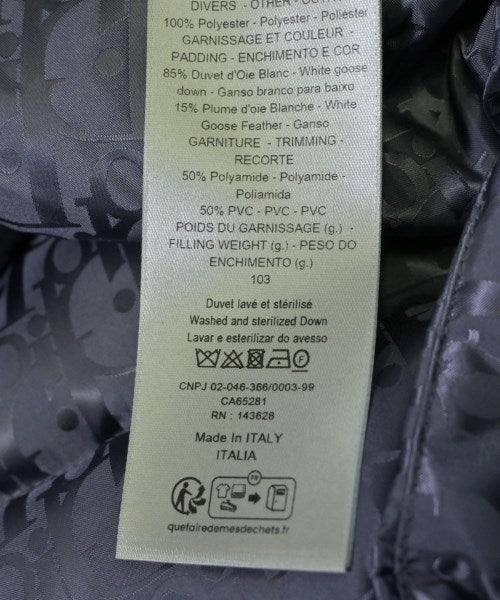 DIVERS - OTHER - OUTRO
100% Polyester - Polyester - Poliéster
GARNISSAGE ET COULEUR -
PADDING - ENCHIMENTO E COR
85% Duvet d'Oie Blanc - White goose
down - Ganso branco para baixo
15% Plume d'oie Blanche - White
Goose Feather - Ganso
GARNITURE - TRIMMING -
RECORTE
50% Polyamide - Polyamide -
Poliamida
50% PVC - PVC - PVC
POIDS DU GARNISSAGE (g.) -
FILLING WEIGHT (g.) - PESO DO
ENCHIMENTO (g.)
103
Duvet lavé et stérilisé
Washed and sterilized Down
Lavar e esterilizar do avesso
F
CNPJ 02-046-366/0003-99
CA65281
RN : 143628
Made In ITALY
ITALIA
FR
quefairedemesdechets.fr